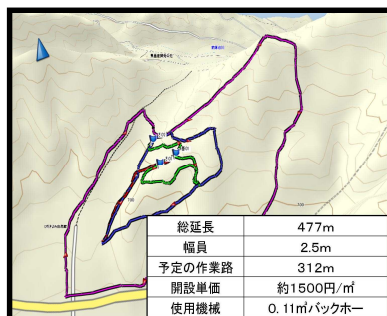 700
700
総延長 477m
幅員 2.5m
予定の作業路 312m
開設単価 約1500円/㎡
使用機械 0.11㎥バックホー